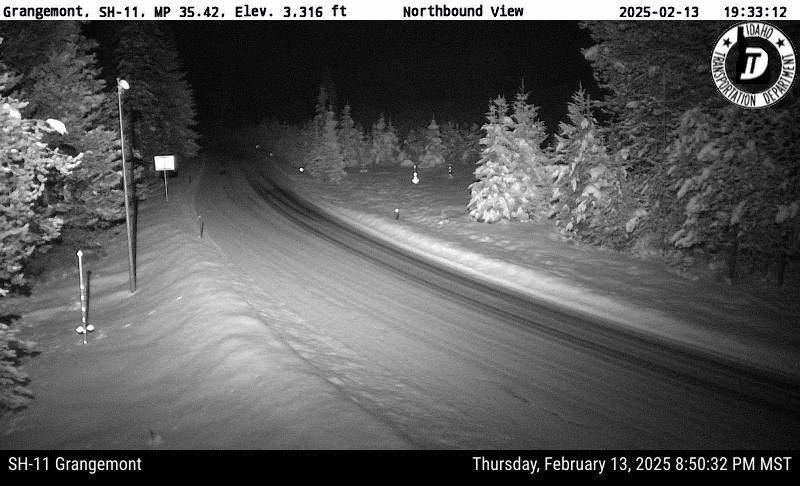 Grangemont, SH-11, MP 35.42, Elev. 3,316 ft Northbound View 2025-02-13 19:33:12
IDAHO
TRANSPORTATION DEPARTMENT
SH-11 Grangemont Thursday, February 13, 2025 8:50:32 PM MST